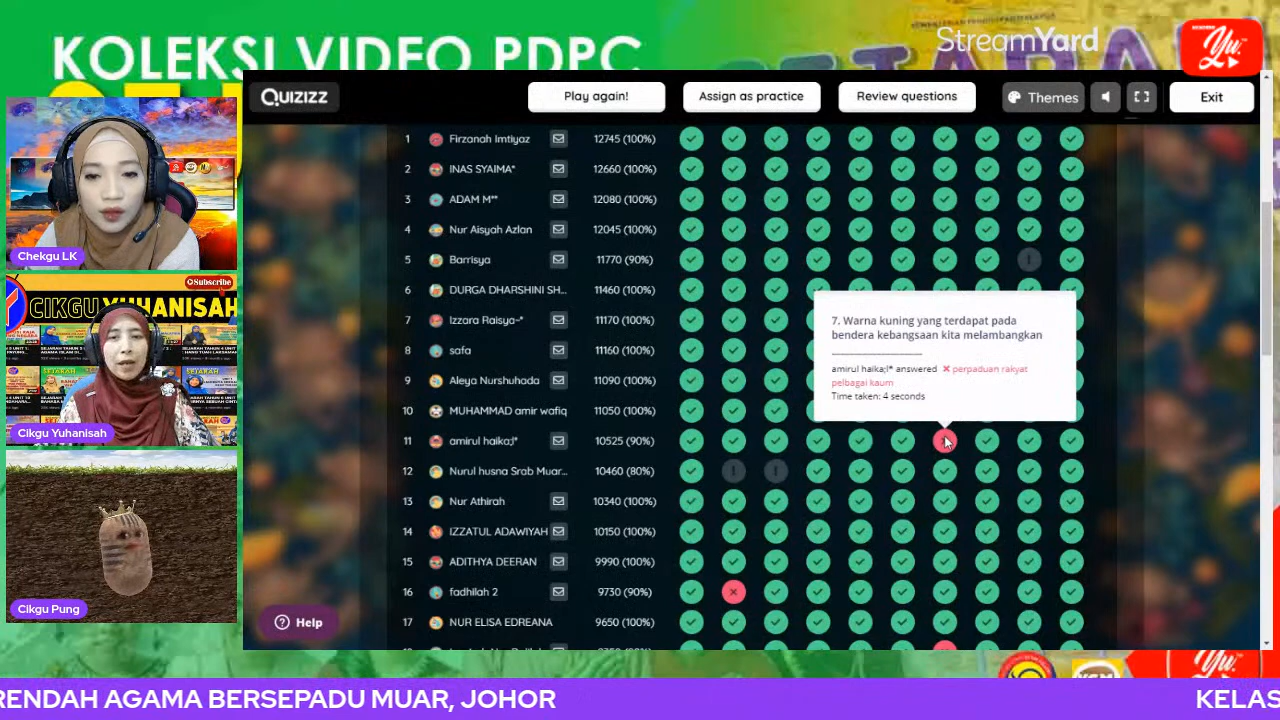 KOLEKSI VIDEO PDPC
StreamYard
Yu
QUIZIZZ
Play again!
Assign as practice
Review questions
Themes
Exit
1 Firzanah Imtiyaz 12745 (100%)
2 INAS SYAIMA* 12660 (100%)
3 ADAM M** 12080 (100%)
4 Nur Aisyah Azlan 12045 (100%)
5 Barrisya 11770 (90%)
6 DURGA DHARSHINI SH... 11460 (100%)
7 Izzara Raisya~* 11170 (100%)
8 safa 11160 (100%)
9 Aleya Nurshuhada 11090 (100%)
10 MUHAMMAD amir wafiq 11050 (100%)
11 amirul haika;l* 10525 (90%)
12 Nurul husna Srab Muar... 10460 (80%)
13 Nur Athirah 10340 (100%)
14 IZZATUL ADAWIYAH 10150 (100%)
15 ADITHYA DEERAN 9990 (100%)
16 fadhilah 2 9730 (90%)
17 NUR ELISA EDREANA 9650 (100%)
7. Warna kuning yang terdapat pada
bendera kebangsaan kita melambangkan
____________________
amirul haika;l* answered × perpaduan rakyat
pelbagai kaum
Time taken: 4 seconds
Help
Chekgu LK
Subscribe
CIKGU YUHANISAH
Cikgu Yuhanisah
Cikgu Pung
RENDAH AGAMA BERSEPADU MUAR, JOHOR
KELAS